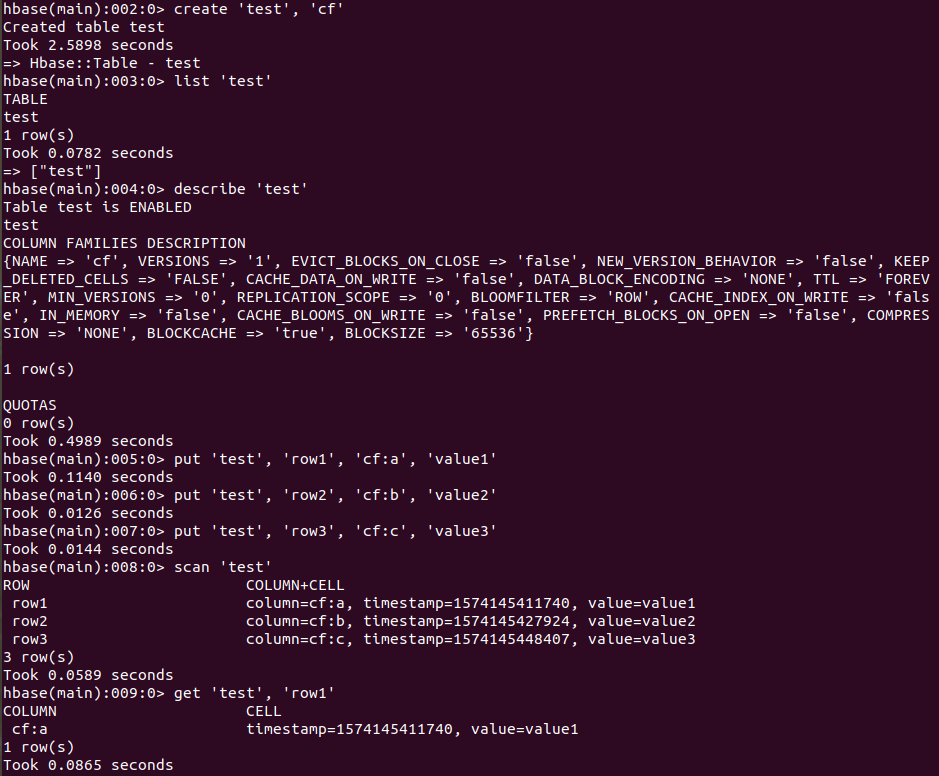 hbase(main):002:0> create 'test', 'cf'
Created table test
Took 2.5898 seconds
=> Hbase::Table - test
hbase(main):003:0> list 'test'
TABLE
test
1 row(s)
Took 0.0782 seconds
=> ["test"]
hbase(main):004:0> describe 'test'
Table test is ENABLED
test
COLUMN FAMILIES DESCRIPTION
{NAME => 'cf', VERSIONS => '1', EVICT_BLOCKS_ON_CLOSE => 'false', NEW_VERSION_BEHAVIOR => 'false', KEEP
_DELETED_CELLS => 'FALSE', CACHE_DATA_ON_WRITE => 'false', DATA_BLOCK_ENCODING => 'NONE', TTL => 'FOREV
ER', MIN_VERSIONS => '0', REPLICATION_SCOPE => '0', BLOOMFILTER => 'ROW', CACHE_INDEX_ON_WRITE => 'fals
e', IN_MEMORY => 'false', CACHE_BLOOMS_ON_WRITE => 'false', PREFETCH_BLOCKS_ON_OPEN => 'false', COMPRES
SION => 'NONE', BLOCKCACHE => 'true', BLOCKSIZE => '65536'}
1 row(s)
QUOTAS
0 row(s)
Took 0.4989 seconds
hbase(main):005:0> put 'test', 'row1', 'cf:a', 'value1'
Took 0.1140 seconds
hbase(main):006:0> put 'test', 'row2', 'cf:b', 'value2'
Took 0.0126 seconds
hbase(main):007:0> put 'test', 'row3', 'cf:c', 'value3'
Took 0.0144 seconds
hbase(main):008:0> scan 'test'
ROW                        COLUMN+CELL
 row1                      column=cf:a, timestamp=1574145411740, value=value1
 row2                      column=cf:b, timestamp=1574145427924, value=value2
 row3                      column=cf:c, timestamp=1574145448407, value=value3
3 row(s)
Took 0.0589 seconds
hbase(main):009:0> get 'test', 'row1'
COLUMN                     CELL
 cf:a                      timestamp=1574145411740, value=value1
1 row(s)
Took 0.0865 seconds